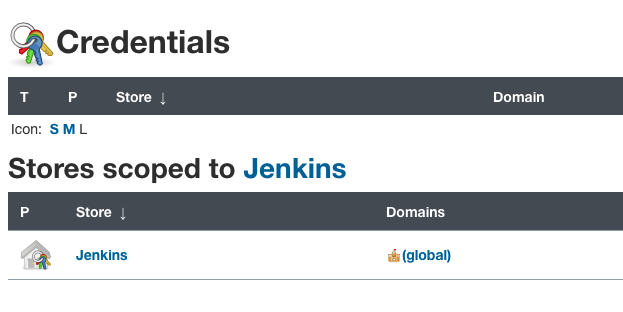 Credentials
T P Store ↓ Domain
Icon: S M L
Stores scoped to Jenkins
P Store ↓ Domains
Jenkins (global)